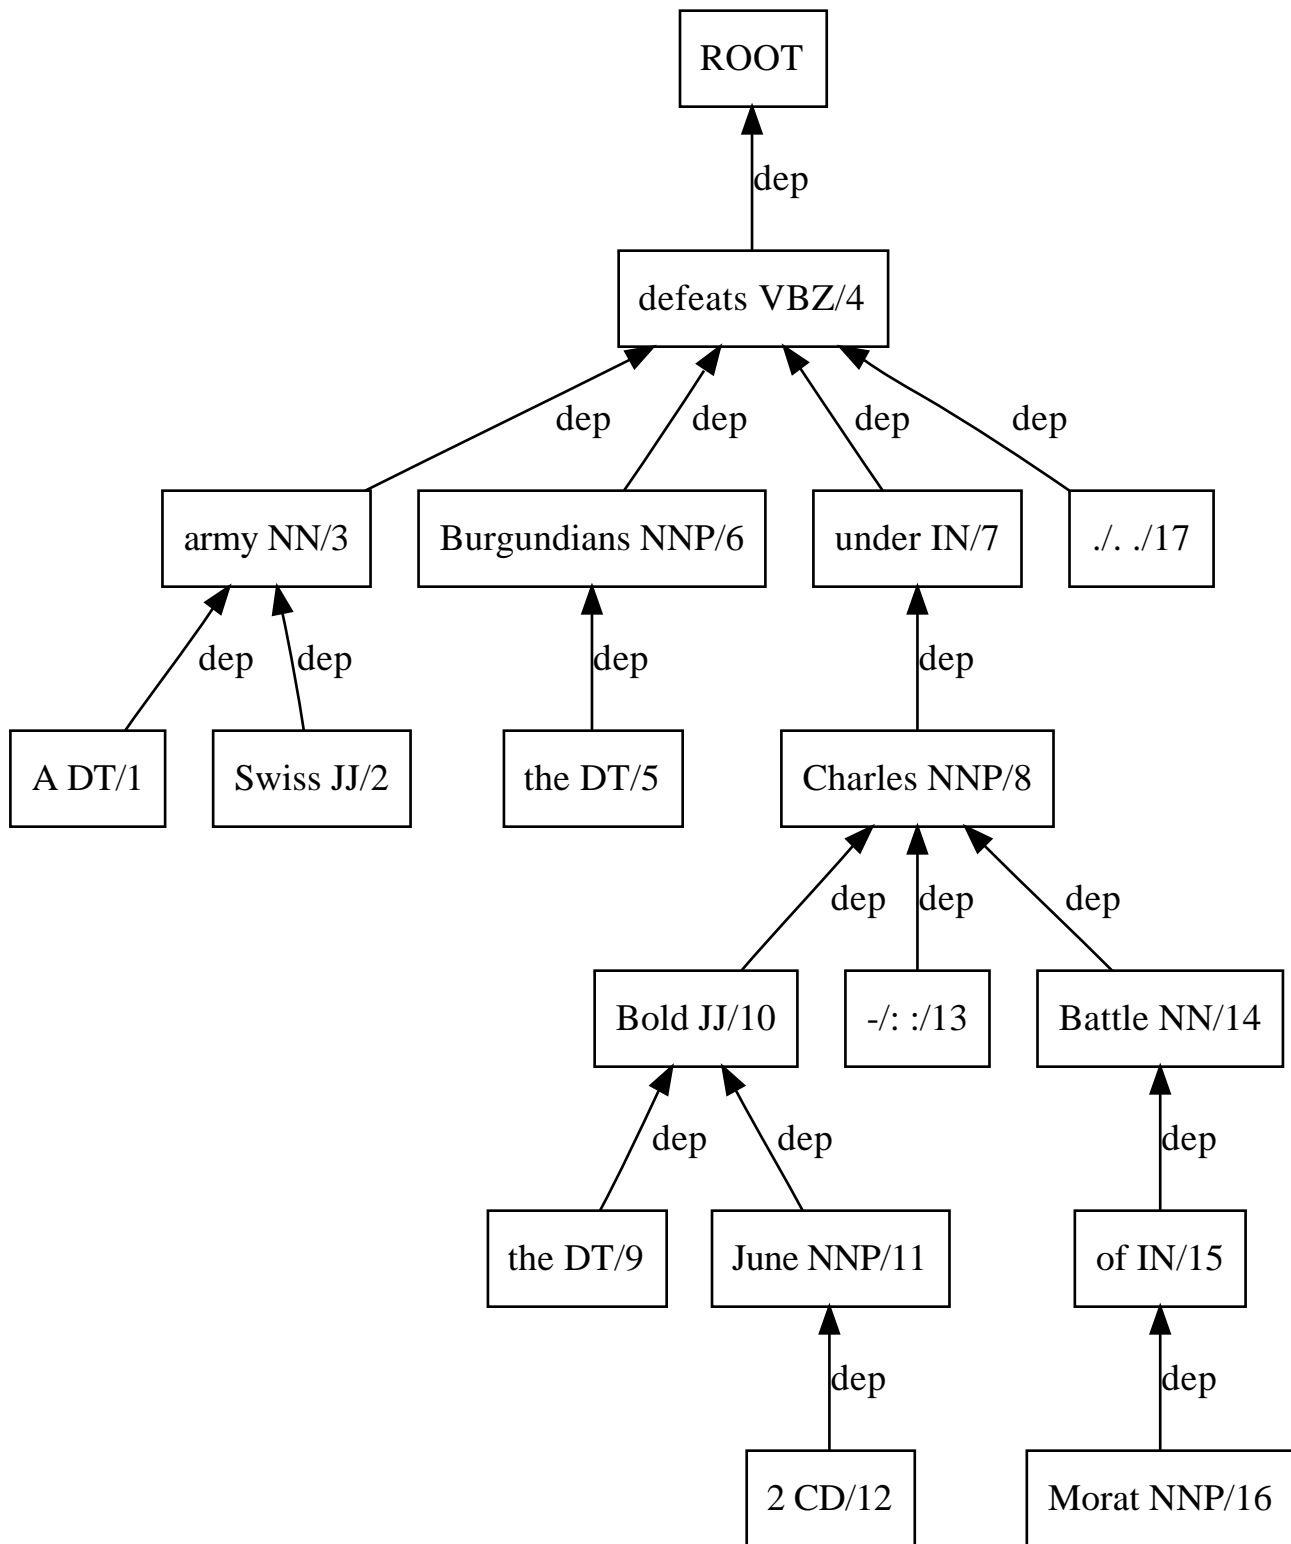 ROOT
dep
defeats VBZ/4
dep dep dep dep
army NN/3 Burgundians NNP/6 under IN/7 ./. ./17
dep dep dep dep
A DT/1 Swiss JJ/2 the DT/5 Charles NNP/8
dep dep dep
Bold JJ/10 -/: :/13 Battle NN/14
dep dep dep
the DT/9 June NNP/11 of IN/15
dep dep
2 CD/12 Morat NNP/16